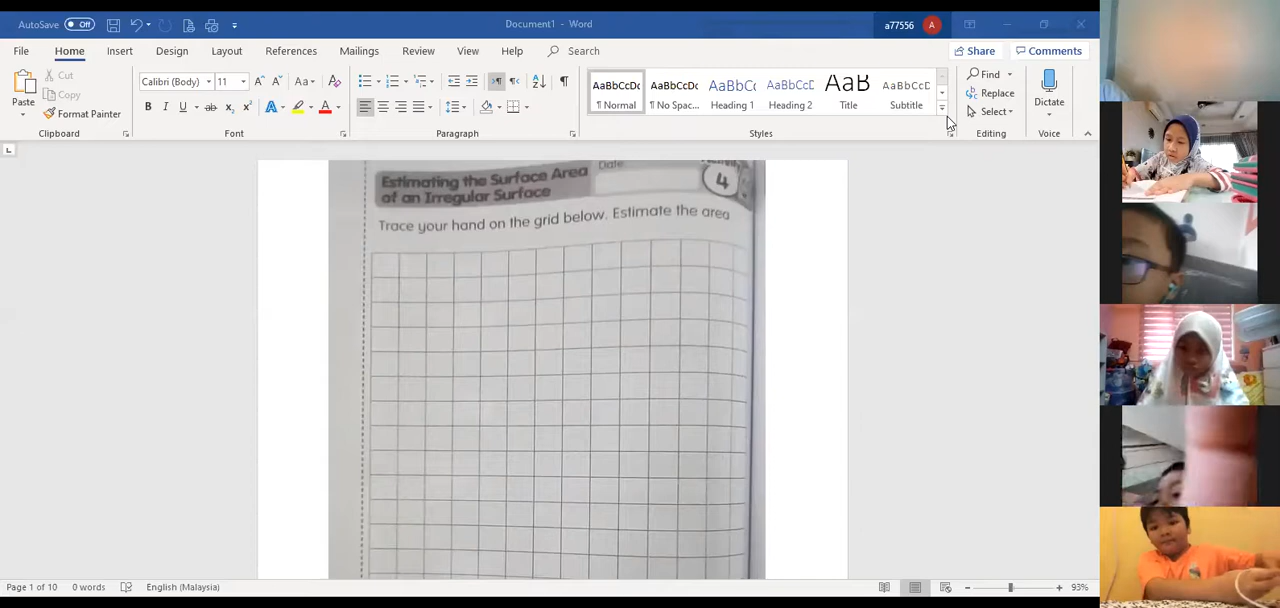 AutoSave Off Document1 - Word a77556 A
File Home Insert Design Layout References Mailings Review View Help Search Share Comments
Paste Cut Copy Format Painter
Calibri (Body) 11
AaBbCcDc AaBbCcDc AaBbCc AaBbCcD AaB AaBbCcD
¶ Normal ¶ No Spac... Heading 1 Heading 2 Title Subtitle
Find Replace Select Dictate
Clipboard Font Paragraph Styles Editing Voice
Estimating the Surface Area
of an Irregular Surface
Date
4
Trace your hand on the grid below. Estimate the area
Page 1 of 10 0 words English (Malaysia) 93%